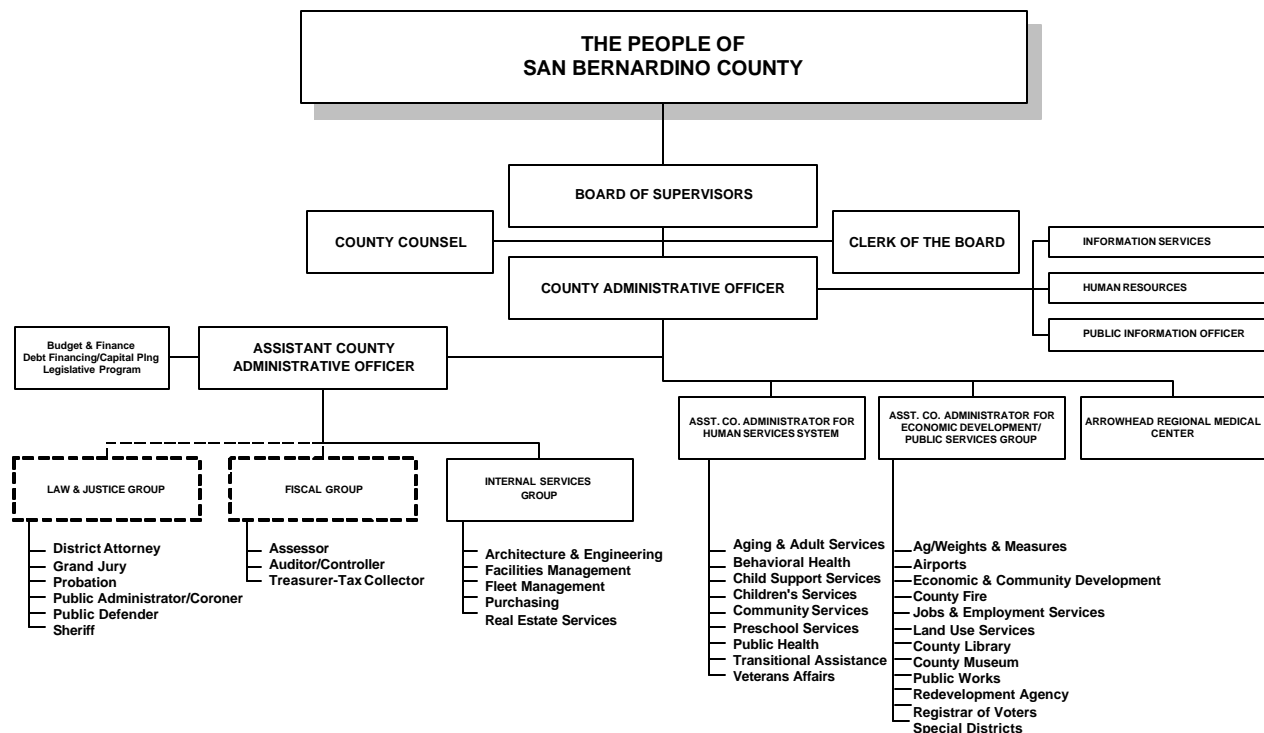 THE PEOPLE OF
SAN BERNARDINO COUNTY
BOARD OF SUPERVISORS
COUNTY COUNSEL
CLERK OF THE BOARD
COUNTY ADMINISTRATIVE OFFICER
INFORMATION SERVICES
HUMAN RESOURCES
PUBLIC INFORMATION OFFICER
Budget & Finance
Debt Financing/Capital Plng
Legislative Program
ASSISTANT COUNTY
ADMINISTRATIVE OFFICER
ASST. CO. ADMINISTRATOR FOR
HUMAN SERVICES SYSTEM
ASST. CO. ADMINISTRATOR FOR
ECONOMIC DEVELOPMENT/
PUBLIC SERVICES GROUP
ARROWHEAD REGIONAL MEDICAL
CENTER
LAW & JUSTICE GROUP
FISCAL GROUP
INTERNAL SERVICES
GROUP
District Attorney
Grand Jury
Probation
Public Administrator/Coroner
Public Defender
Sheriff
Assessor
Auditor/Controller
Treasurer-Tax Collector
Architecture & Engineering
Facilities Management
Fleet Management
Purchasing
Real Estate Services
Aging & Adult Services
Behavioral Health
Child Support Services
Children's Services
Community Services
Preschool Services
Public Health
Transitional Assistance
Veterans Affairs
Ag/Weights & Measures
Airports
Economic & Community Development
County Fire
Jobs & Employment Services
Land Use Services
County Library
County Museum
Public Works
Redevelopment Agency
Registrar of Voters
Special Districts